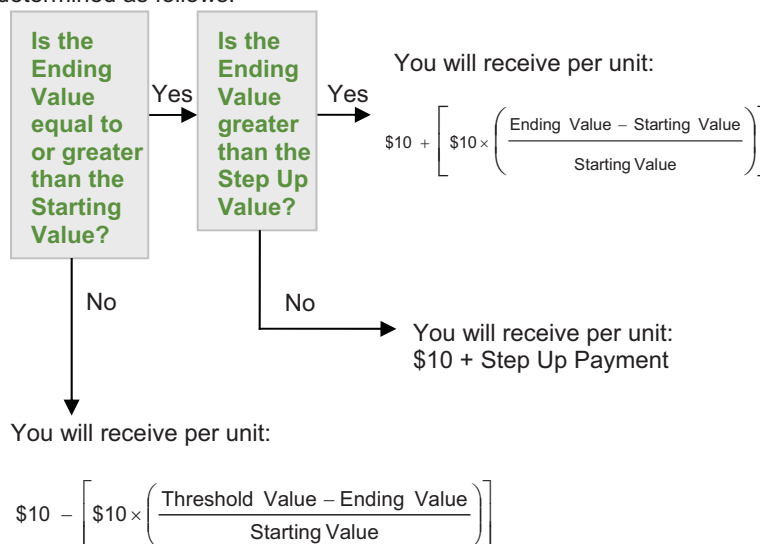 determined as follows:
Is the
Ending
Value
equal to
or greater
than the
Starting
Value?
Yes
Is the
Ending
Value
greater
than the
Step Up
Value?
Yes
You will receive per unit:
$10 + [ $10 × ( Ending Value – Starting Value
Starting Value ) ]
No
No
You will receive per unit:
$10 + Step Up Payment
You will receive per unit:
$10 – [ $10 × ( Threshold Value – Ending Value
Starting Value ) ]